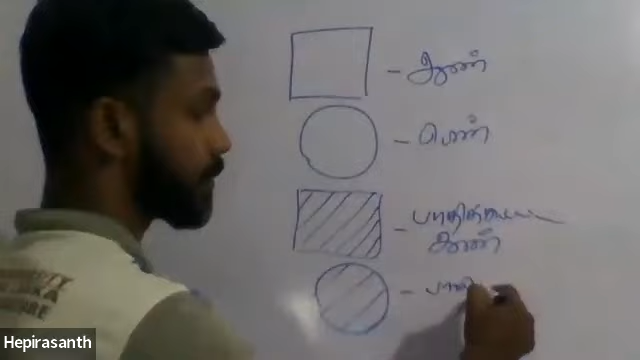 - ஆண்
- பெண்
- பாதிக்கப்பட்ட
ஆண்
- பாதி
Hepirasanth